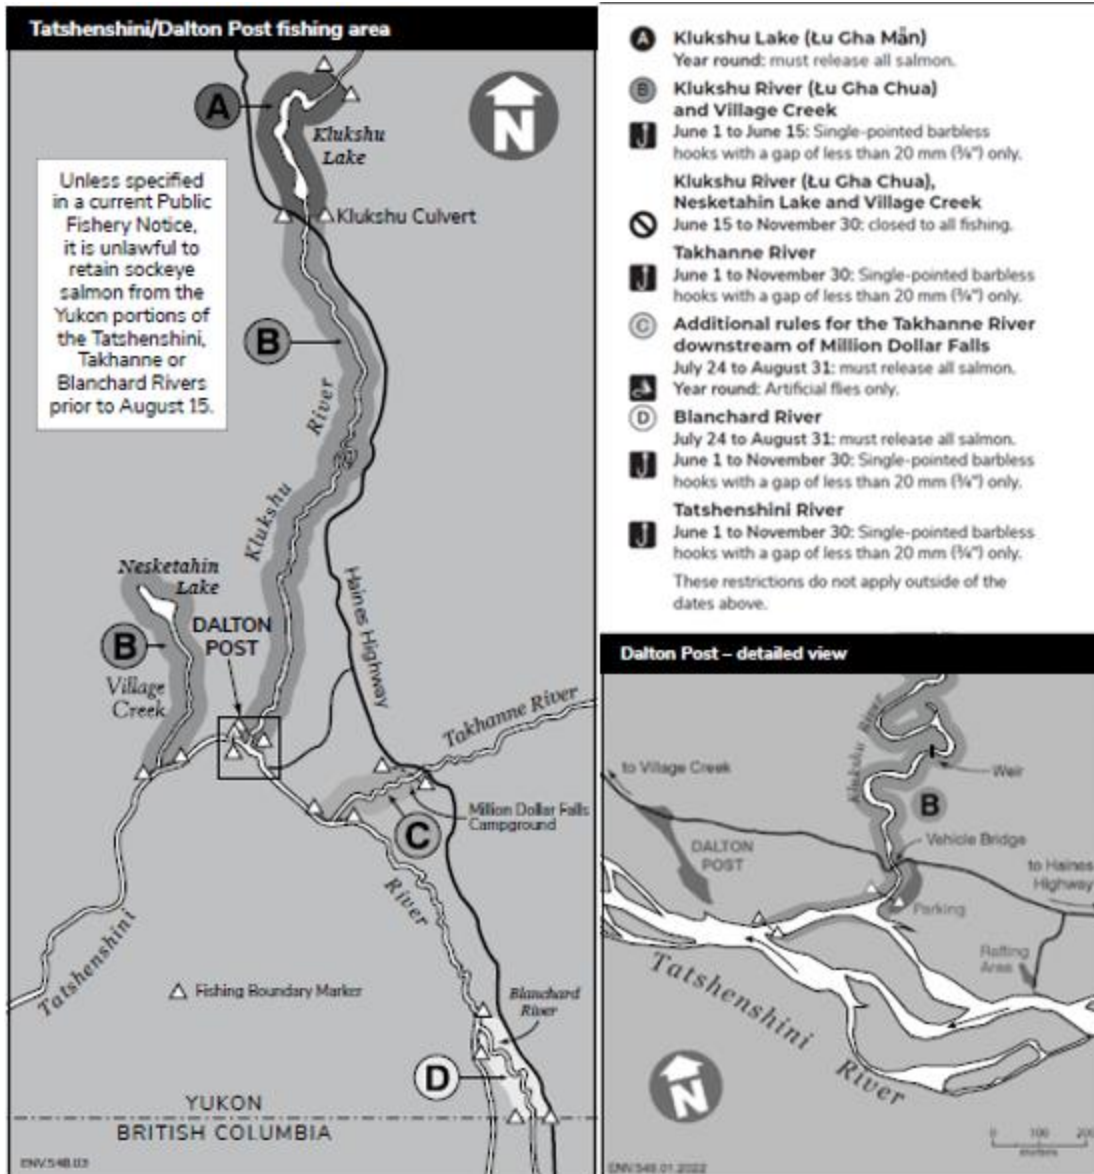 Tatshenshini/Dalton Post fishing area
A
Klukshu
Lake
N
Unless specified
in a current Public
Fishery Notice,
it is unlawful to
retain sockeye
salmon from the
Yukon portions of
the Tatshenshini,
Takhanne or
Blanchard Rivers
prior to August 15.
Klukshu Culvert
B
River
Klukshu
Nesketahin
Lake
DALTON
POST
B
Village
Creek
Haines Highway
Takhanne River
Million Dollar Falls
Campground
C
River
Tatshenshini
Fishing Boundary Marker
Blanchard
River
D
YUKON
BRITISH COLUMBIA
ENV.548.03
A Klukshu Lake (Łu Gha Mą̈n)
Year round: must release all salmon.
B Klukshu River (Łu Gha Chua)
and Village Creek
June 1 to June 15: Single-pointed barbless
hooks with a gap of less than 20 mm (¾") only.
Klukshu River (Łu Gha Chua),
Nesketahin Lake and Village Creek
June 15 to November 30: closed to all fishing.
Takhanne River
June 1 to November 30: Single-pointed barbless
hooks with a gap of less than 20 mm (¾") only.
C Additional rules for the Takhanne River
downstream of Million Dollar Falls
July 24 to August 31: must release all salmon.
Year round: Artificial flies only.
D Blanchard River
July 24 to August 31: must release all salmon.
June 1 to November 30: Single-pointed barbless
hooks with a gap of less than 20 mm (¾") only.
Tatshenshini River
June 1 to November 30: Single-pointed barbless
hooks with a gap of less than 20 mm (¾") only.
These restrictions do not apply outside of the
dates above.
Dalton Post – detailed view
Klukshu River
to Village Creek
Weir
B
DALTON
POST
Vehicle Bridge
to Haines
Highway
Parking
Rafting
Area
Tatshenshini River
N
0 100 200
meters
ENV.548.01.2022